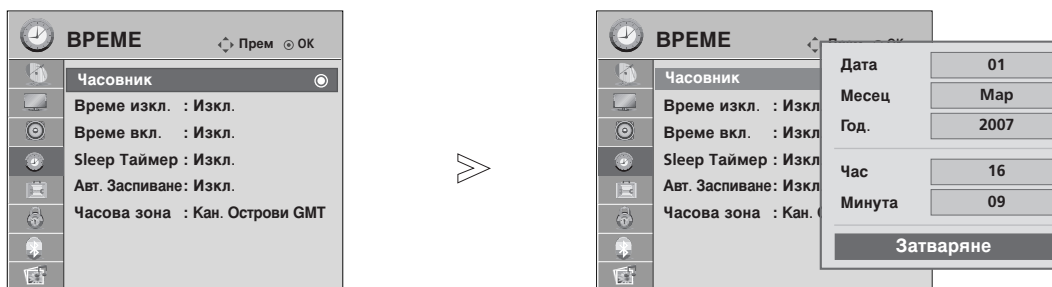 ВРЕМЕ
Прем OK
Часовник
Време изкл. : Изкл.
Време вкл. : Изкл.
Sleep Таймер : Изкл.
Авт. Заспиване: Изкл.
Часова зона : Кан. Острови GMT
ВРЕМЕ
Часовник
Време изкл. : Изкл
Време вкл. : Изкл
Sleep Таймер : Изкл
Авт. Заспиване: Изкл
Часова зона : Кан.
Дата 01
Месец Мар
Год. 2007
Час 16
Минута 09
Затваряне